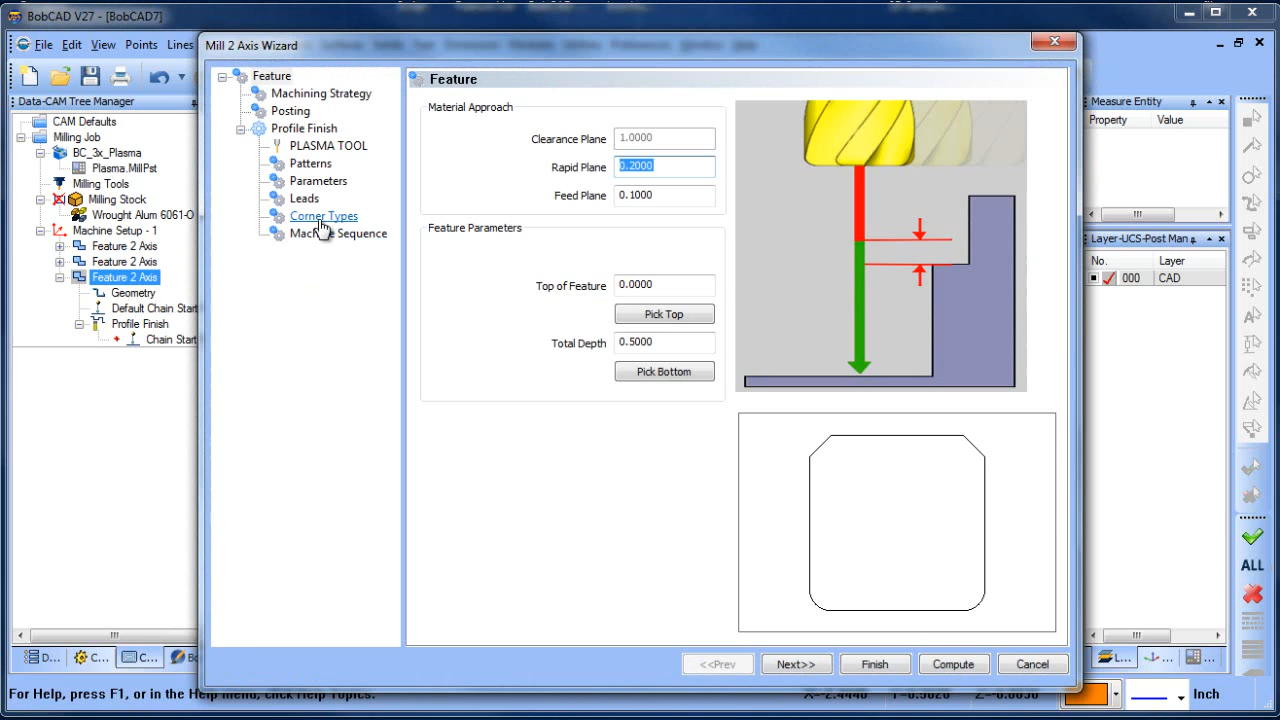 BobCAD V27 - [BobCAD7]
File Edit View Points Lines
Data-CAM Tree Manager
CAM Defaults
Milling Job
BC_3x_Plasma
Plasma.MillPst
Milling Tools
Milling Stock
Wrought Alum 6061-O
Machine Setup - 1
Feature 2 Axis
Feature 2 Axis
Feature 2 Axis
Geometry
Default Chain Start
Profile Finish
Chain Start
D... C... C... Bo
For Help, press F1, or in the Help menu, click Help Topics.
Mill 2 Axis Wizard
Feature
Machining Strategy
Posting
Profile Finish
PLASMA TOOL
Patterns
Parameters
Leads
Corner Types
Machine Sequence
Feature
Material Approach
Clearance Plane 1.0000
Rapid Plane 0.2000
Feed Plane 0.1000
Feature Parameters
Top of Feature 0.0000
Pick Top
Total Depth 0.5000
Pick Bottom
<<Prev Next>> Finish Compute Cancel
Measure Entity
Property Value
Layer-UCS-Post Man
No. Layer
000 CAD
L...
ALL
Inch